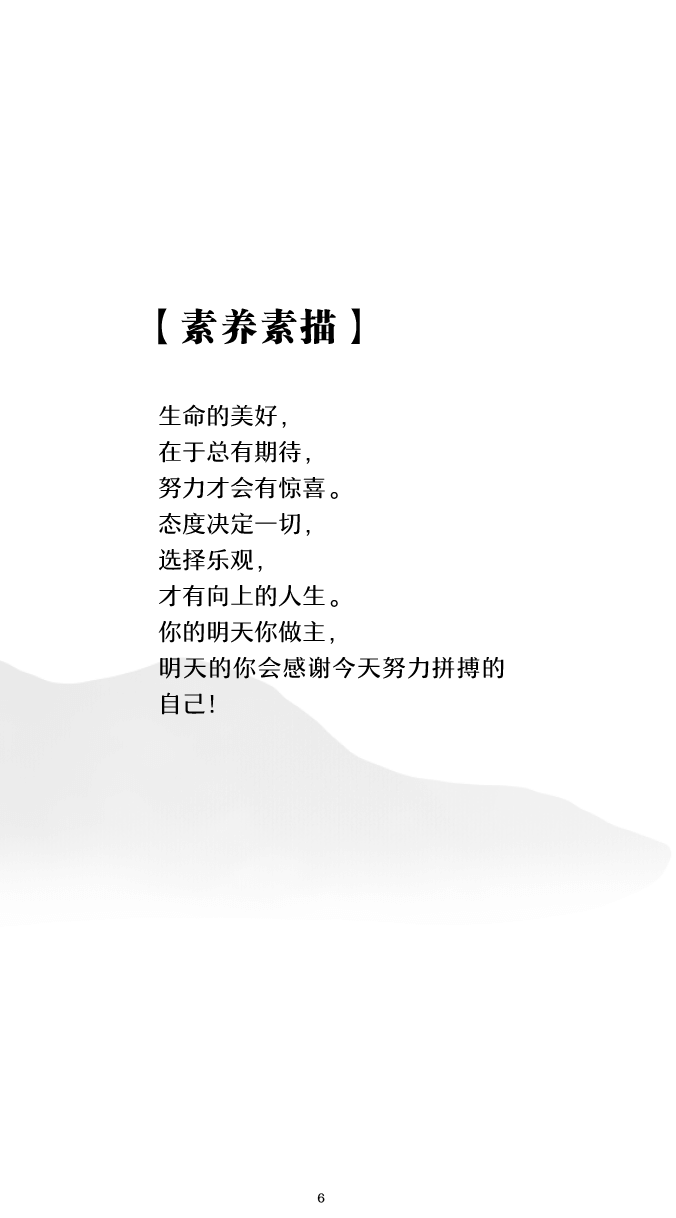 【素养素描】
生命的美好，
在于总有期待，
努力才会有惊喜。
态度决定一切，
选择乐观，
才有向上的人生。
你的明天你做主，
明天的你会感谢今天努力拼搏的
自己！
6